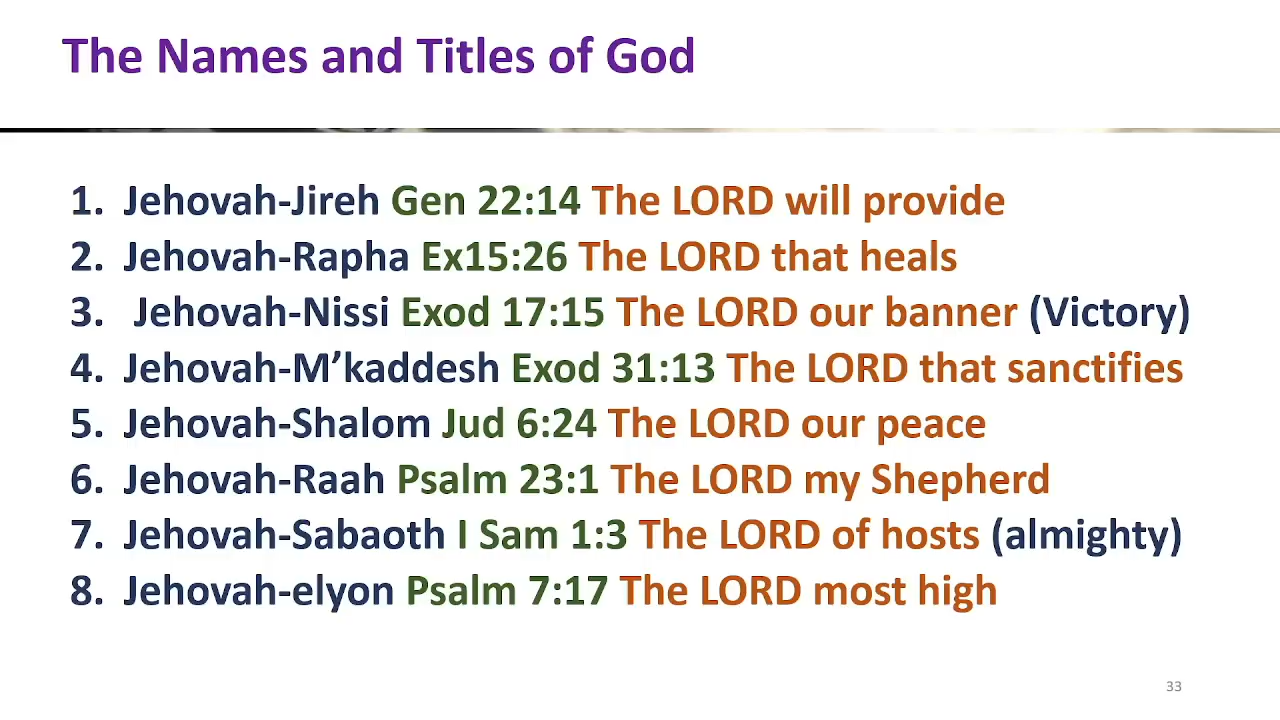 The Names and Titles of God
1. Jehovah-Jireh Gen 22:14 The LORD will provide
2. Jehovah-Rapha Ex15:26 The LORD that heals
3. Jehovah-Nissi Exod 17:15 The LORD our banner (Victory)
4. Jehovah-M’kaddesh Exod 31:13 The LORD that sanctifies
5. Jehovah-Shalom Jud 6:24 The LORD our peace
6. Jehovah-Raah Psalm 23:1 The LORD my Shepherd
7. Jehovah-Sabaoth I Sam 1:3 The LORD of hosts (almighty)
8. Jehovah-elyon Psalm 7:17 The LORD most high
33